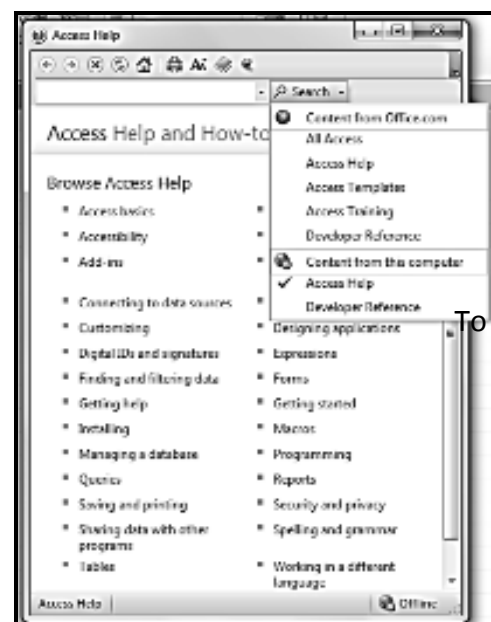 Access Help
Search
Content from Office.com
All Access
Access Help
Access Templates
Access Training
Developer Reference
Content from this computer
Access Help
Developer Reference
Access Help and How-to
Browse Access Help
Access basics
Accessibility
Add-ins
Connecting to data sources
Customizing
Designing applications
Digital IDs and signatures
Expressions
Finding and filtering data
Forms
Getting help
Getting started
Installing
Macros
Managing a database
Programming
Queries
Reports
Saving and printing
Security and privacy
Sharing data with other
programs
Spelling and grammar
Tables
Working in a different
language
Access Help
Offline
To